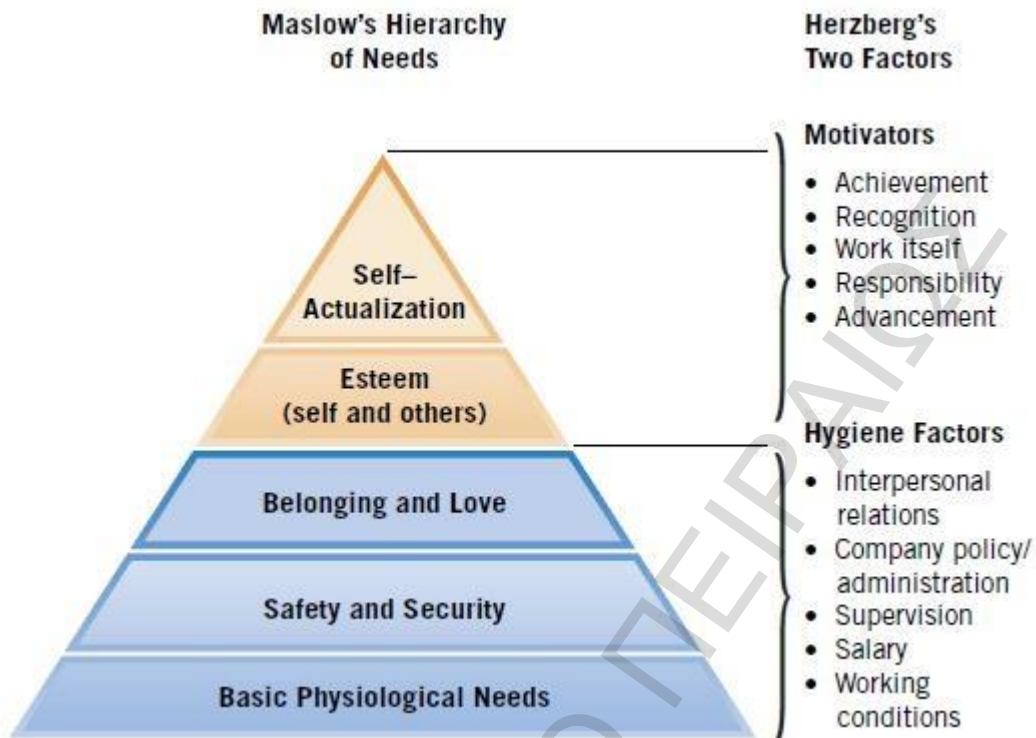 Maslow's Hierarchy
of Needs
Herzberg's
Two Factors
Motivators
• Achievement
• Recognition
• Work itself
• Responsibility
• Advancement
Self–
Actualization
Esteem
(self and others)
Hygiene Factors
• Interpersonal
relations
• Company policy/
administration
• Supervision
• Salary
• Working
conditions
Belonging and Love
Safety and Security
Basic Physiological Needs
ΠΕΙΡΑΙΩΣ